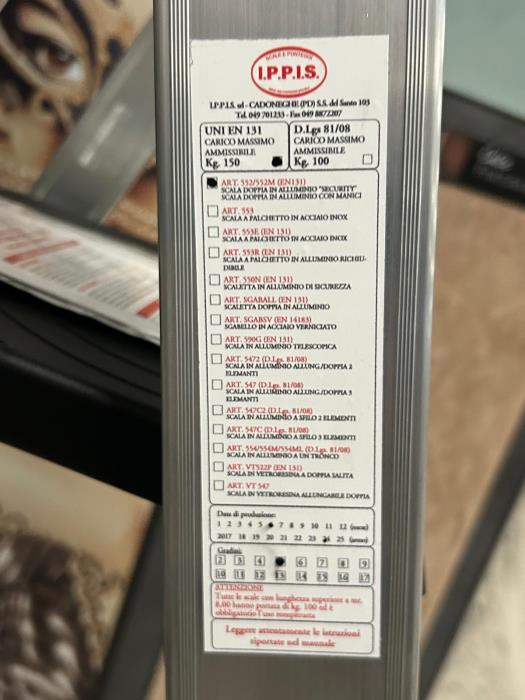 SCALE E PONTEGGI
I.P.P.I.S.
I.P.P.I.S. srl - CADONEGHE (PD) S.S. del Santo 103
Tel. 049 701233 - Fax 049 8872207
UNI EN 131
CARICO MASSIMO
AMMISSIBILE
Kg. 150
D.Lgs 81/08
CARICO MASSIMO
AMMISSIBILE
Kg. 100
ART. 552/552M (EN131)
SCALA DOPPIA IN ALLUMINIO "SECURITY"
SCALA DOPPIA IN ALLUMINIO CON MANICI
ART. 553
SCALA A PALCHETTO IN ACCIAIO INOX
ART. 553E (EN 131)
SCALA A PALCHETTO IN ACCIAIO INOX
ART. 553R (EN 131)
SCALA A PALCHETTO IN ALLUMINIO RICHIU-
DIBILE
ART. 550N (EN 131)
SCALETTA IN ALLUMINIO DI SICUREZZA
ART. SGABALL (EN 131)
SCALETTA DOPPIA IN ALLUMINIO
ART. SGABSV (EN 14183)
SGABELLO IN ACCIAIO VERNICIATO
ART. 590G (EN 131)
SCALA IN ALLUMINIO TELESCOPICA
ART. 5472 (D.Lgs. 81/08)
SCALA IN ALLUMINIO ALLUNG./DOPPIA 2
ELEMANTI
ART. 547 (D.Lgs. 81/08)
SCALA IN ALLUMINIO ALLUNG./DOPPIA 3
ELEMANTI
ART. 547C2 (D.Lgs. 81/08)
SCALA IN ALLUMINIO A SFILO 2 ELEMENTI
ART. 547C (D.Lgs. 81/08)
SCALA IN ALLUMINIO A SFILO 3 ELEMENTI
ART. 554/554M/554ML (D.Lgs. 81/08)
SCALA IN ALLUMINIO A UN TRONCO
ART. VT522P (EN 131)
SCALA IN VETRORESINA A DOPPIA SALITA
ART. VT 547
SCALA IN VETRORESINA ALLUNGABILE DOPPIA
Data di produzione:
1 2 3 4 5 7 8 9 10 11 12 (mese)
2017 18 19 20 21 22 23 24 25 (anno)
Gradini:
2 3 4 6 7 8 9
10 11 12 13 14 15 16 17
ATTENZIONE
Tutte le scale con lunghezza superiore a mt.
8,00 hanno portata di kg. 100 ed è
obbligatorio l'uso
Leggere attentamente le istruzioni
riportate nel manuale